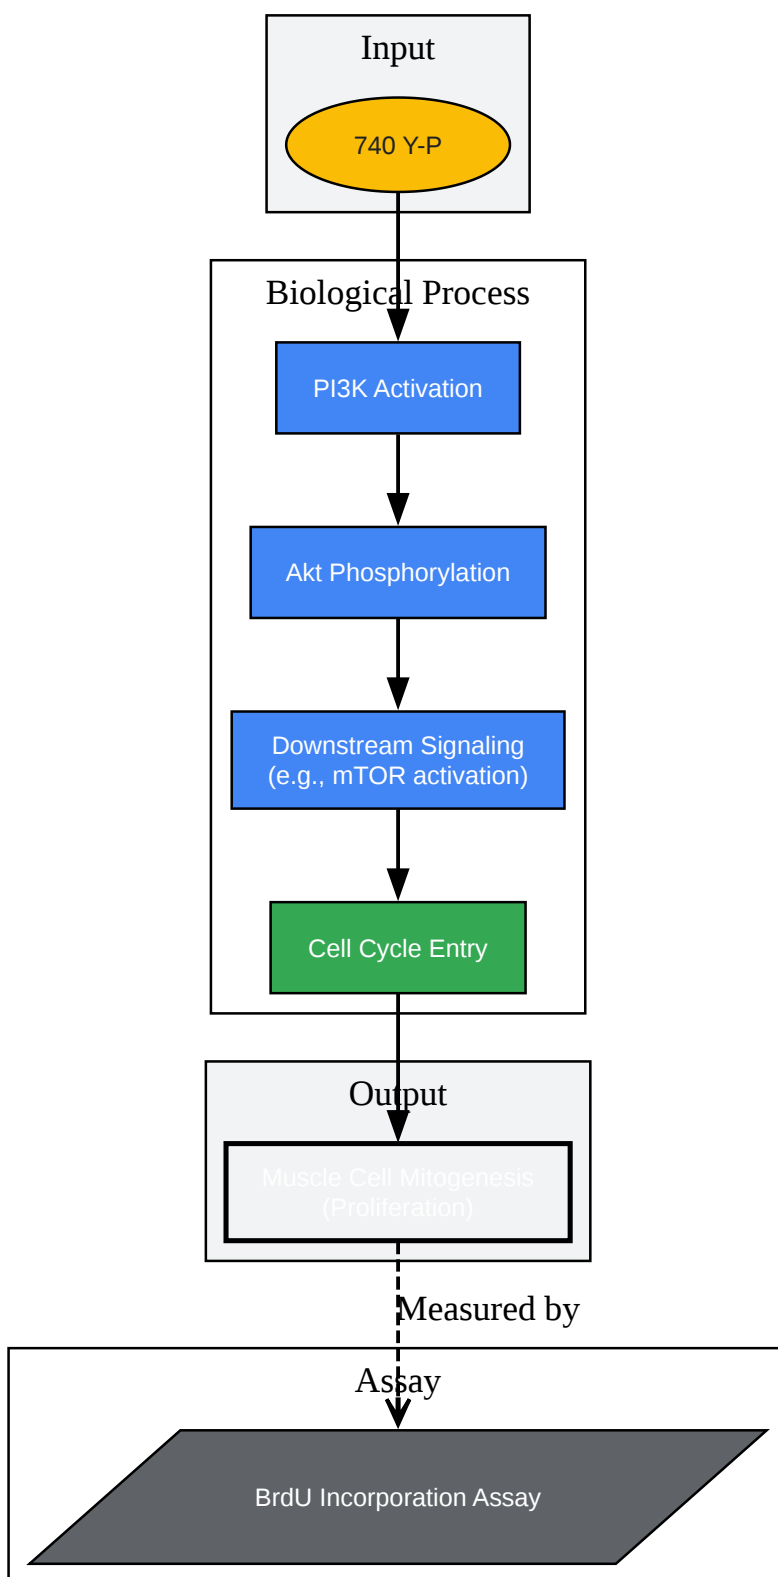 Input
740 Y-P
Biological Process
PI3K Activation
Akt Phosphorylation
Downstream Signaling
(e.g., mTOR activation)
Cell Cycle Entry
Output
Muscle Cell Mitogenesis
(Proliferation)
Measured by
Assay
BrdU Incorporation Assay